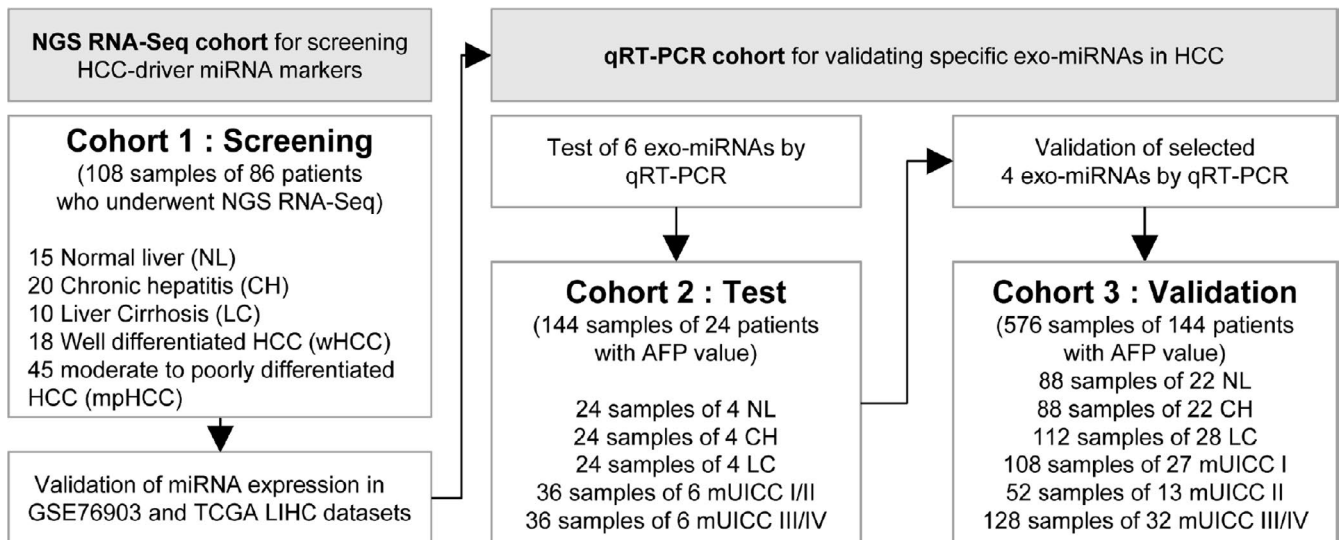 NGS RNA-Seq cohort for screening
HCC-driver miRNA markers
Cohort 1 : Screening
(108 samples of 86 patients
who underwent NGS RNA-Seq)
15 Normal liver (NL)
20 Chronic hepatitis (CH)
10 Liver Cirrhosis (LC)
18 Well differentiated HCC (wHCC)
45 moderate to poorly differentiated
HCC (mpHCC)
Validation of miRNA expression in
GSE76903 and TCGA LIHC datasets
qRT-PCR cohort for validating specific exo-miRNAs in HCC
Test of 6 exo-miRNAs by
qRT-PCR
Cohort 2 : Test
(144 samples of 24 patients
with AFP value)
24 samples of 4 NL
24 samples of 4 CH
24 samples of 4 LC
36 samples of 6 mUICC I/II
36 samples of 6 mUICC III/IV
Validation of selected
4 exo-miRNAs by qRT-PCR
Cohort 3 : Validation
(576 samples of 144 patients
with AFP value)
88 samples of 22 NL
88 samples of 22 CH
112 samples of 28 LC
108 samples of 27 mUICC I
52 samples of 13 mUICC II
128 samples of 32 mUICC III/IV